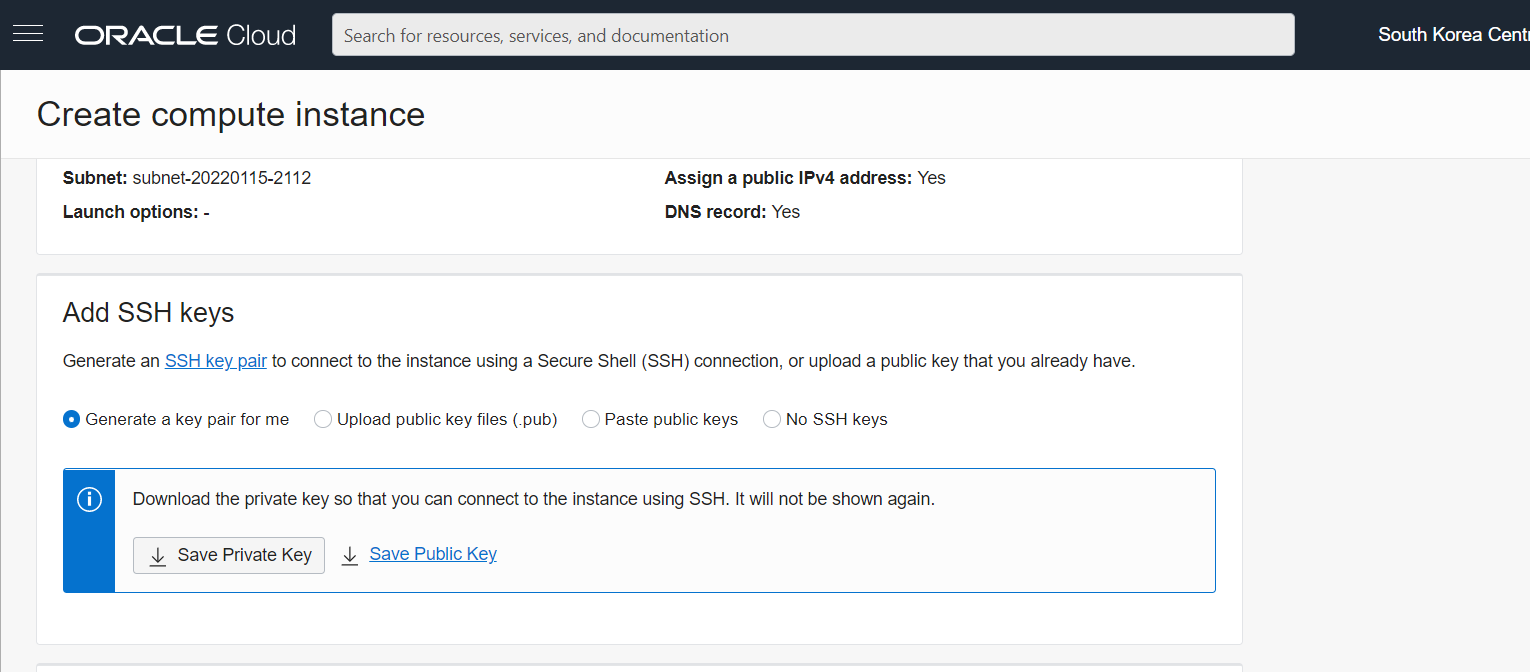 ORACLE Cloud
Search for resources, services, and documentation
South Korea Cent
Create compute instance
Subnet: subnet-20220115-2112
Assign a public IPv4 address: Yes
Launch options: -
DNS record: Yes
Add SSH keys
Generate an SSH key pair to connect to the instance using a Secure Shell (SSH) connection, or upload a public key that you already have.
Generate a key pair for me
Upload public key files (.pub)
Paste public keys
No SSH keys
Download the private key so that you can connect to the instance using SSH. It will not be shown again.
Save Private Key
Save Public Key